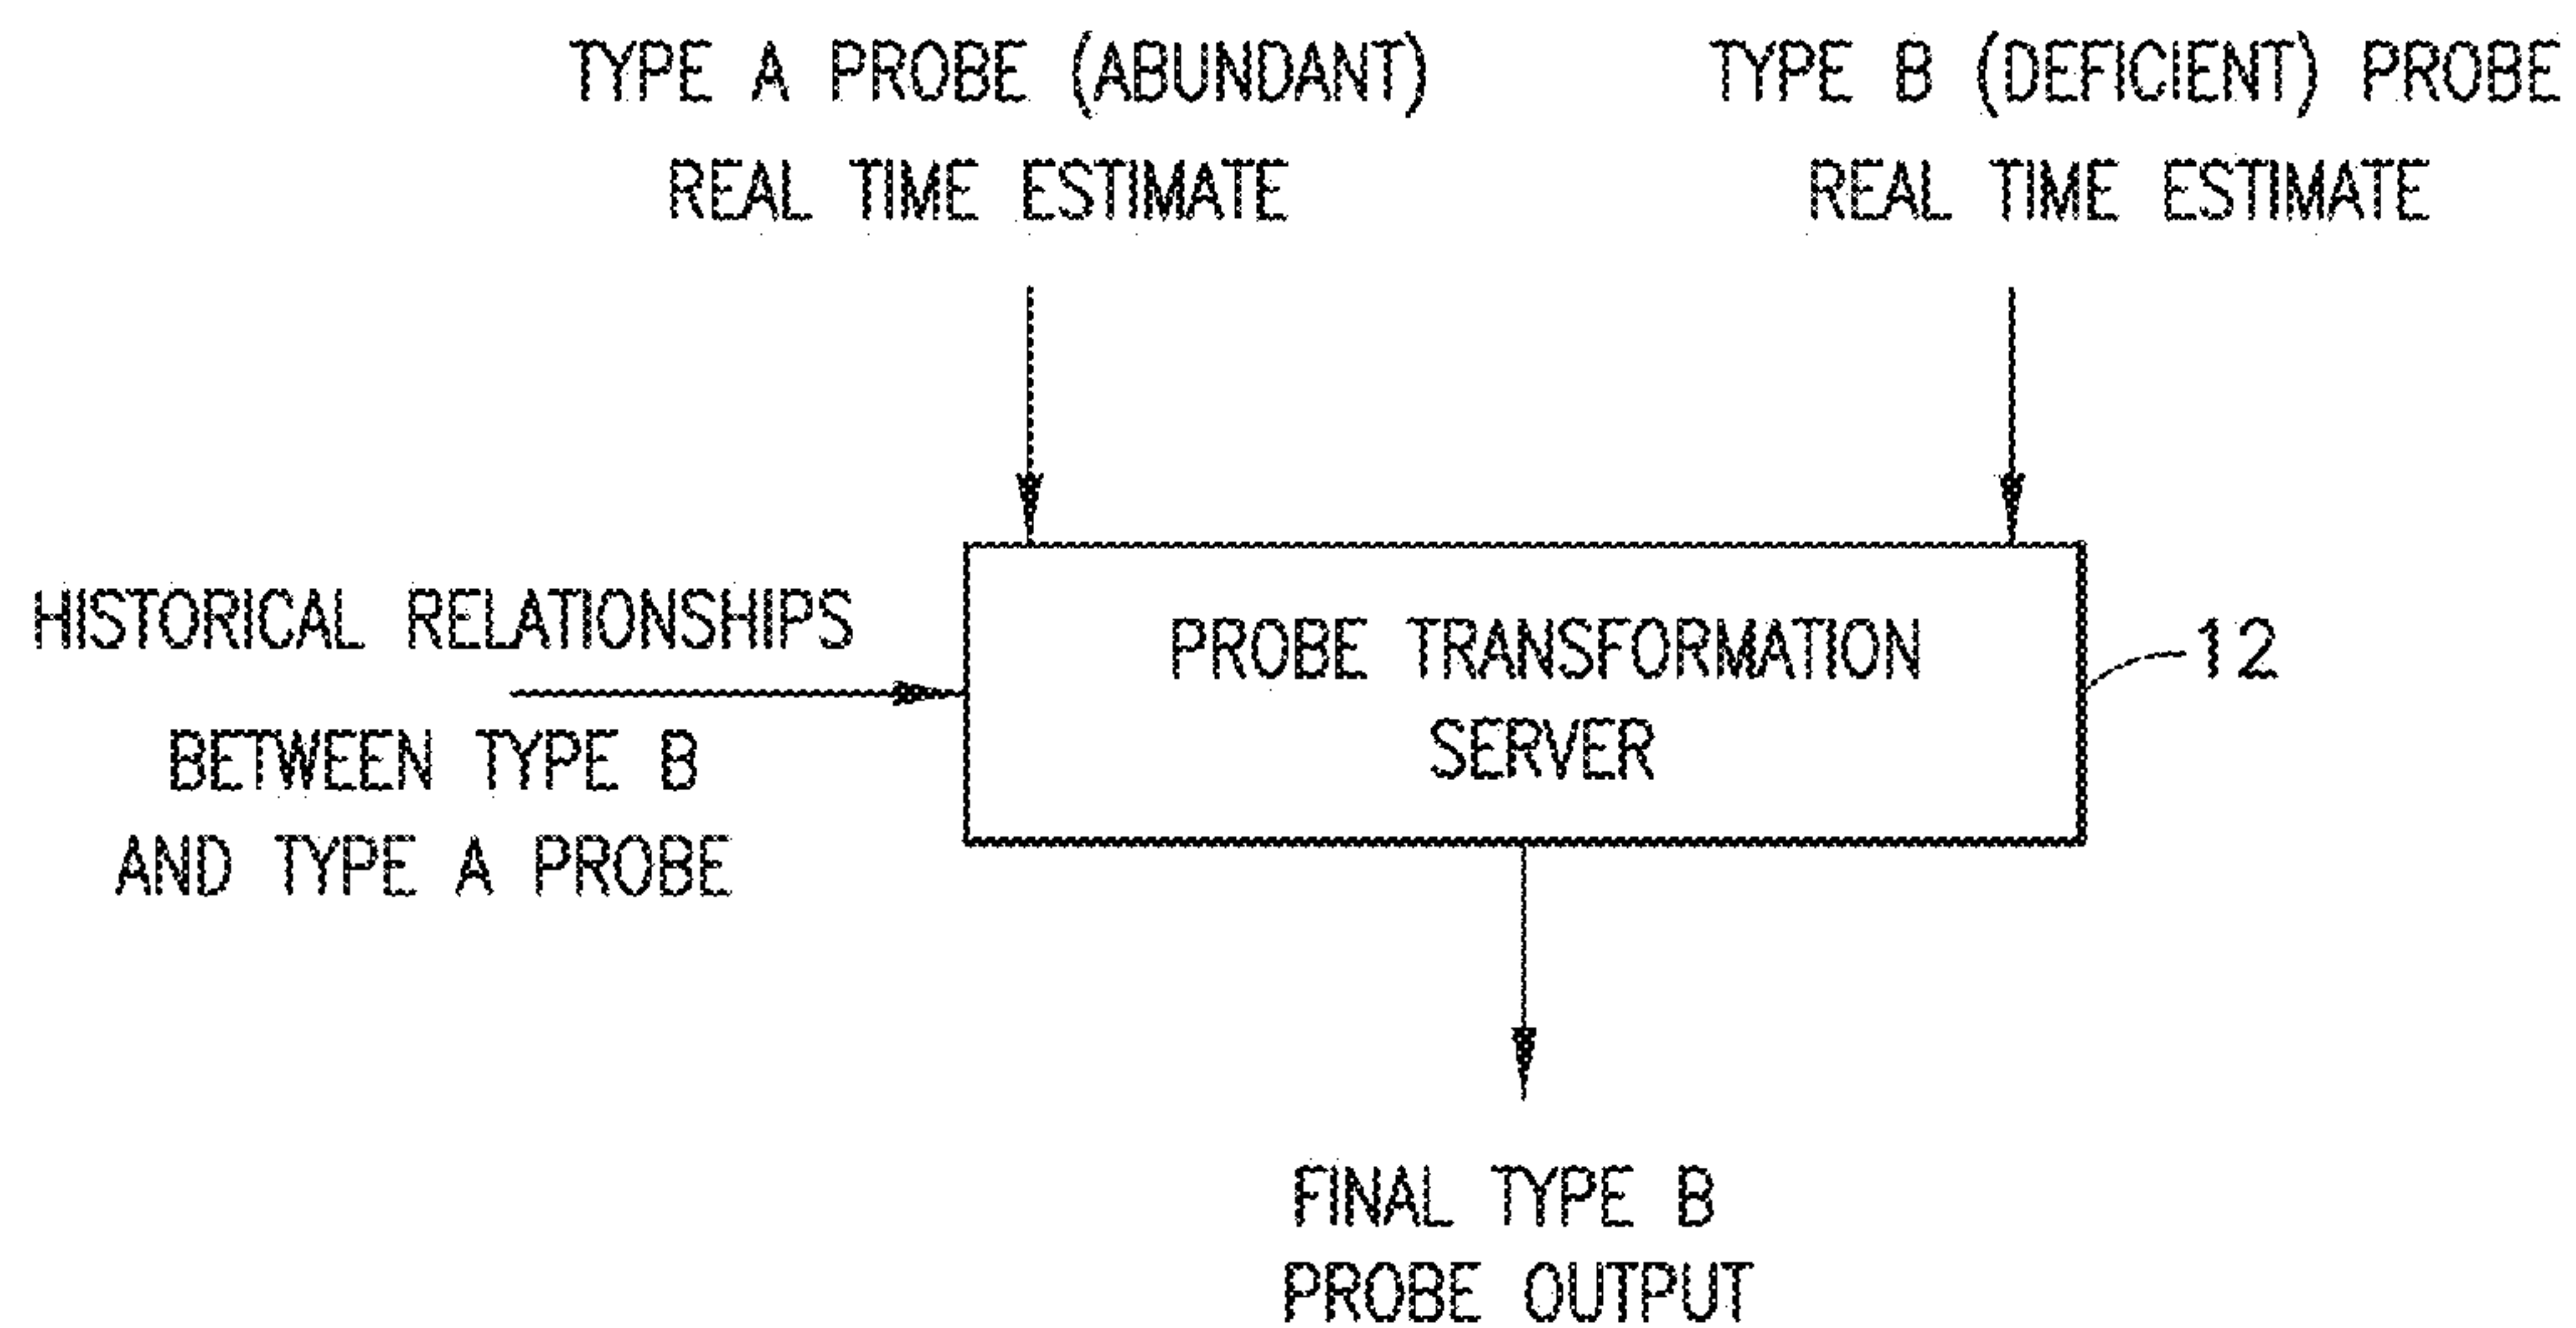 TYPE A PROBE (ABUNDANT)
REAL TIME ESTIMATE
TYPE B (DEFICIENT) PROBE
REAL TIME ESTIMATE
HISTORICAL RELATIONSHIPS
BETWEEN TYPE B
AND TYPE A PROBE
PROBE TRANSFORMATION
SERVER
12
FINAL TYPE B
PROBE OUTPUT